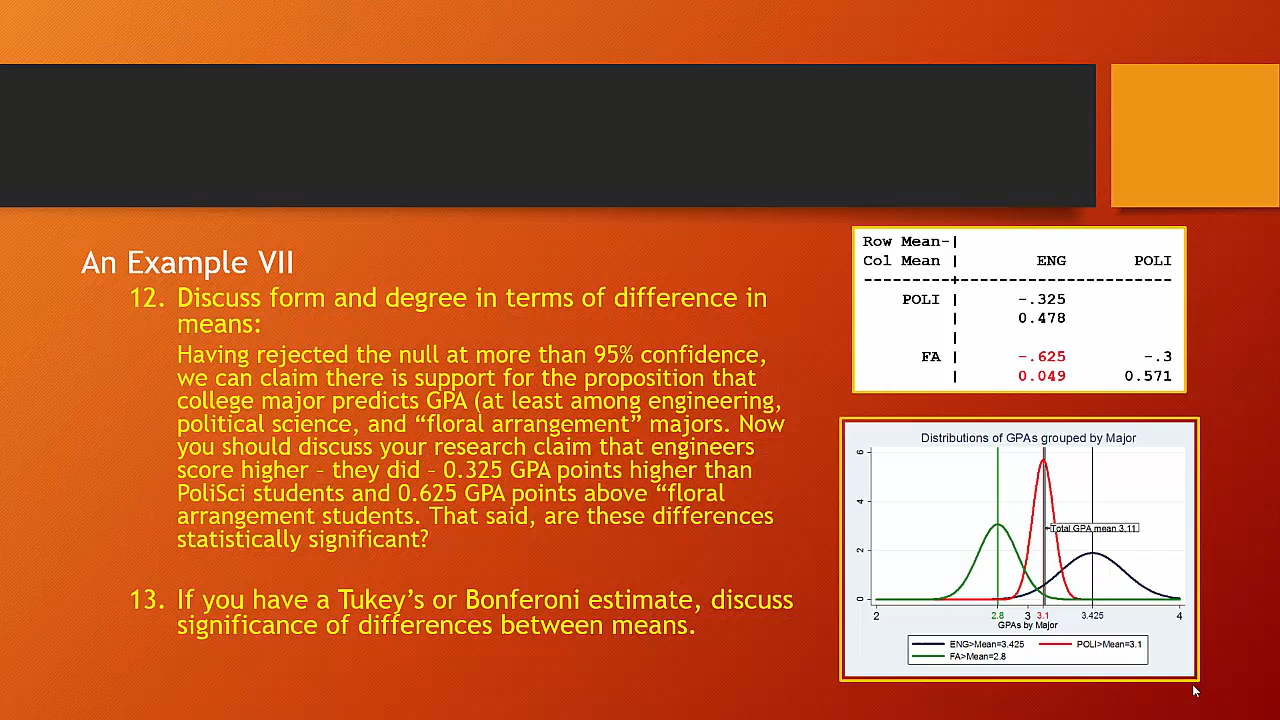 An Example VII
12. Discuss form and degree in terms of difference in
means:
Having rejected the null at more than 95% confidence,
we can claim there is support for the proposition that
college major predicts GPA (at least among engineering,
political science, and “floral arrangement” majors. Now
you should discuss your research claim that engineers
score higher – they did – 0.325 GPA points higher than
PoliSci students and 0.625 GPA points above “floral
arrangement students. That said, are these differences
statistically significant?
13. If you have a Tukey’s or Bonferoni estimate, discuss
significance of differences between means.
Row Mean-|
Col Mean | ENG POLI
POLI | -.325
| 0.478
|
FA | -.625 -.3
| 0.049 0.571
Distributions of GPAs grouped by Major
6
4
2
0
Total GPA mean 3.11
2 2.8 3 3.1 3.425 4
GPAs by Major
ENG>Mean=3.425 POLI>Mean=3.1
FA>Mean=2.8